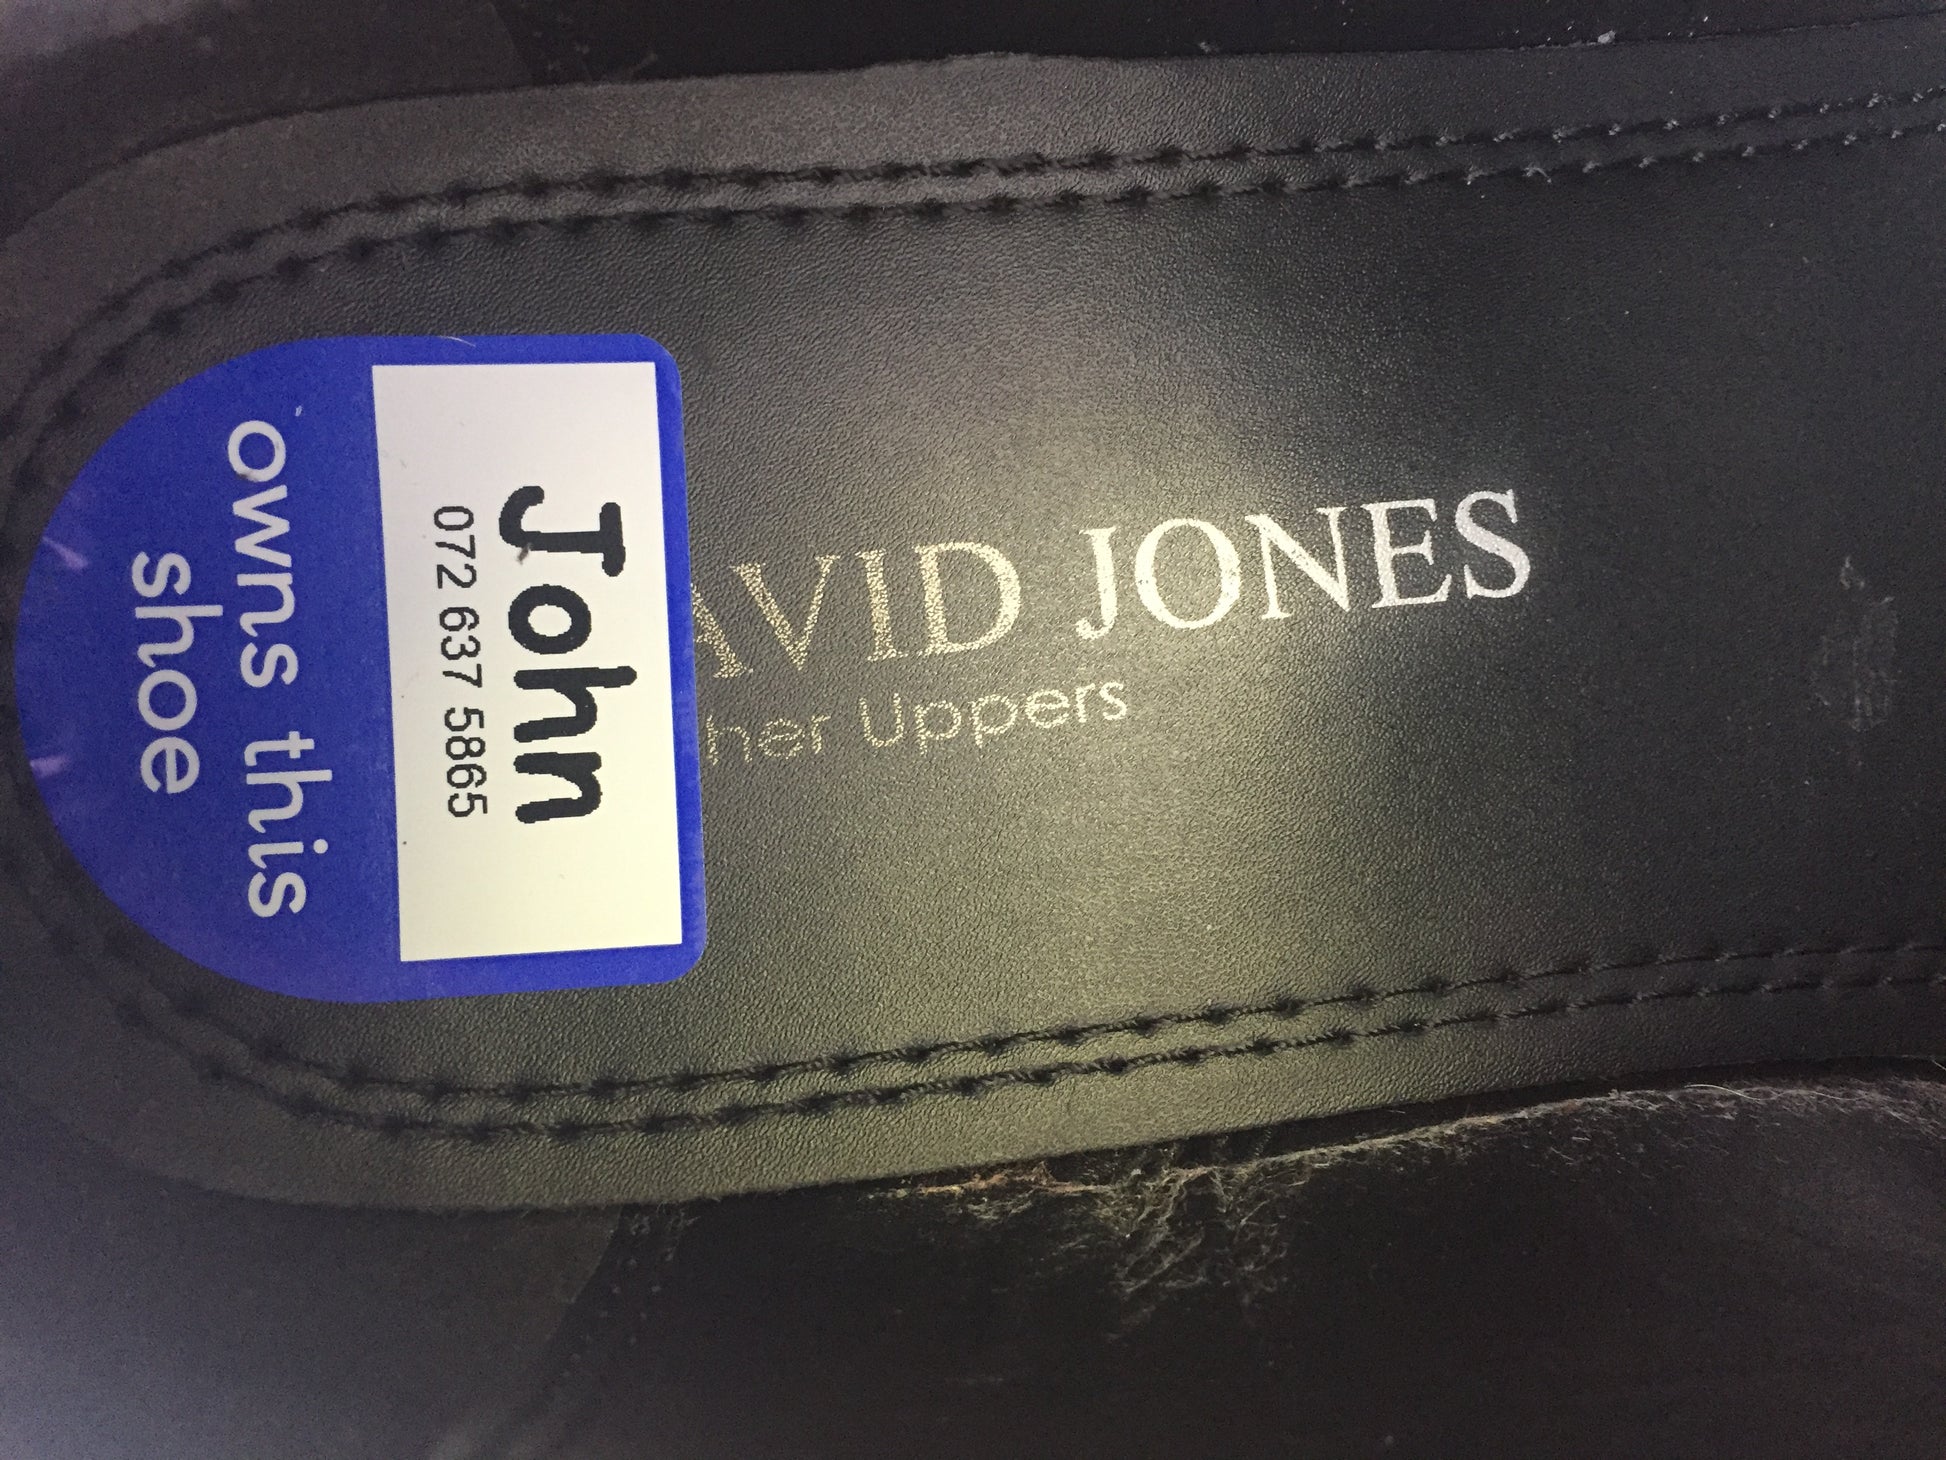 John
072 637 5865
owns this
shoe
AVID JONES
her Uppers